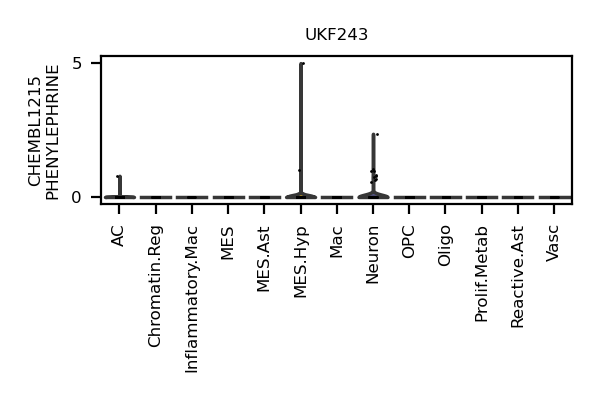 UKF243
CHEMBL1215
PHENYLEPHRINE
5
0
AC
Chromatin.Reg
Inflammatory.Mac
MES
MES.Ast
MES.Hyp
Mac
Neuron
OPC
Oligo
Prolif.Metab
Reactive.Ast
Vasc